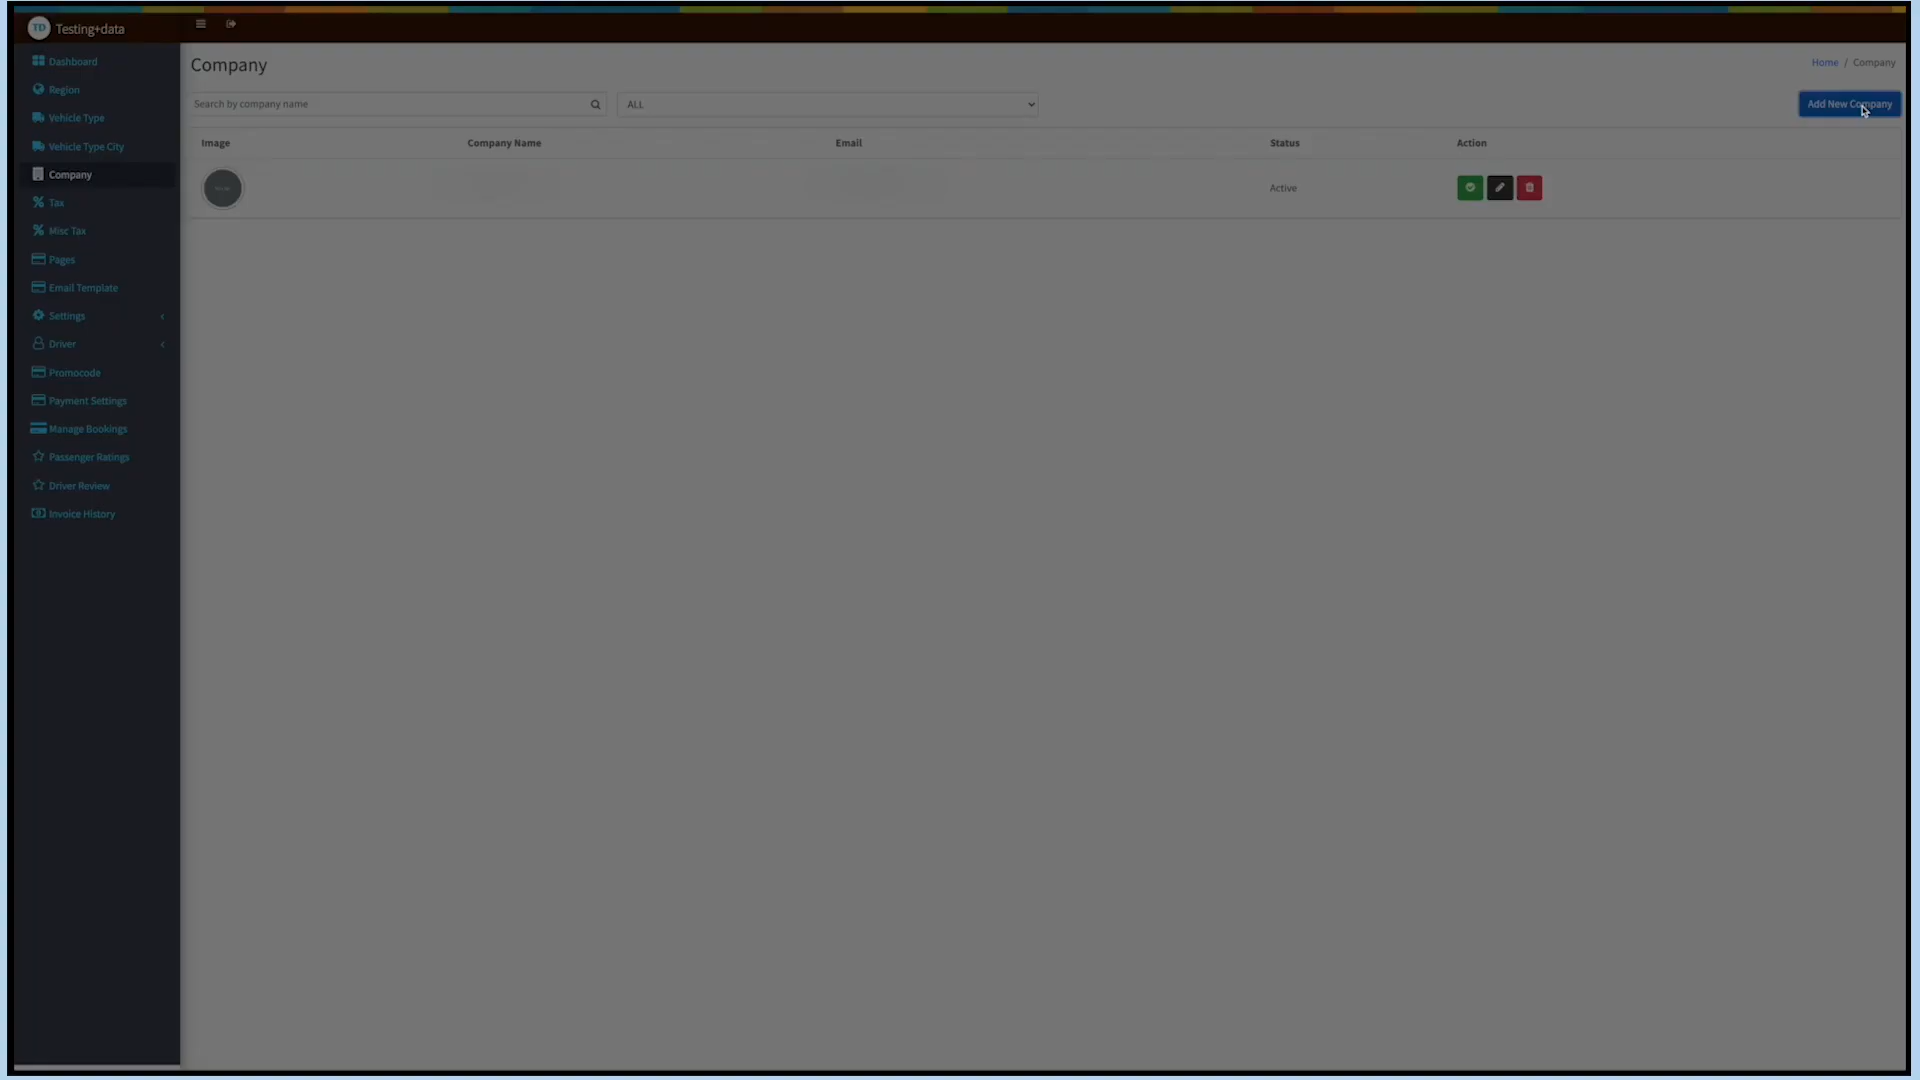 TD Testing+data
Dashboard
Region
Vehicle Type
Vehicle Type City
Company
Tax
Misc Tax
Pages
Email Template
Settings
Driver
Promocode
Payment Settings
Manage Bookings
Passenger Ratings
Driver Review
Invoice History
Company
Home / Company
Search by company name
ALL
Add New Company
Image Company Name Email Status Action
Active